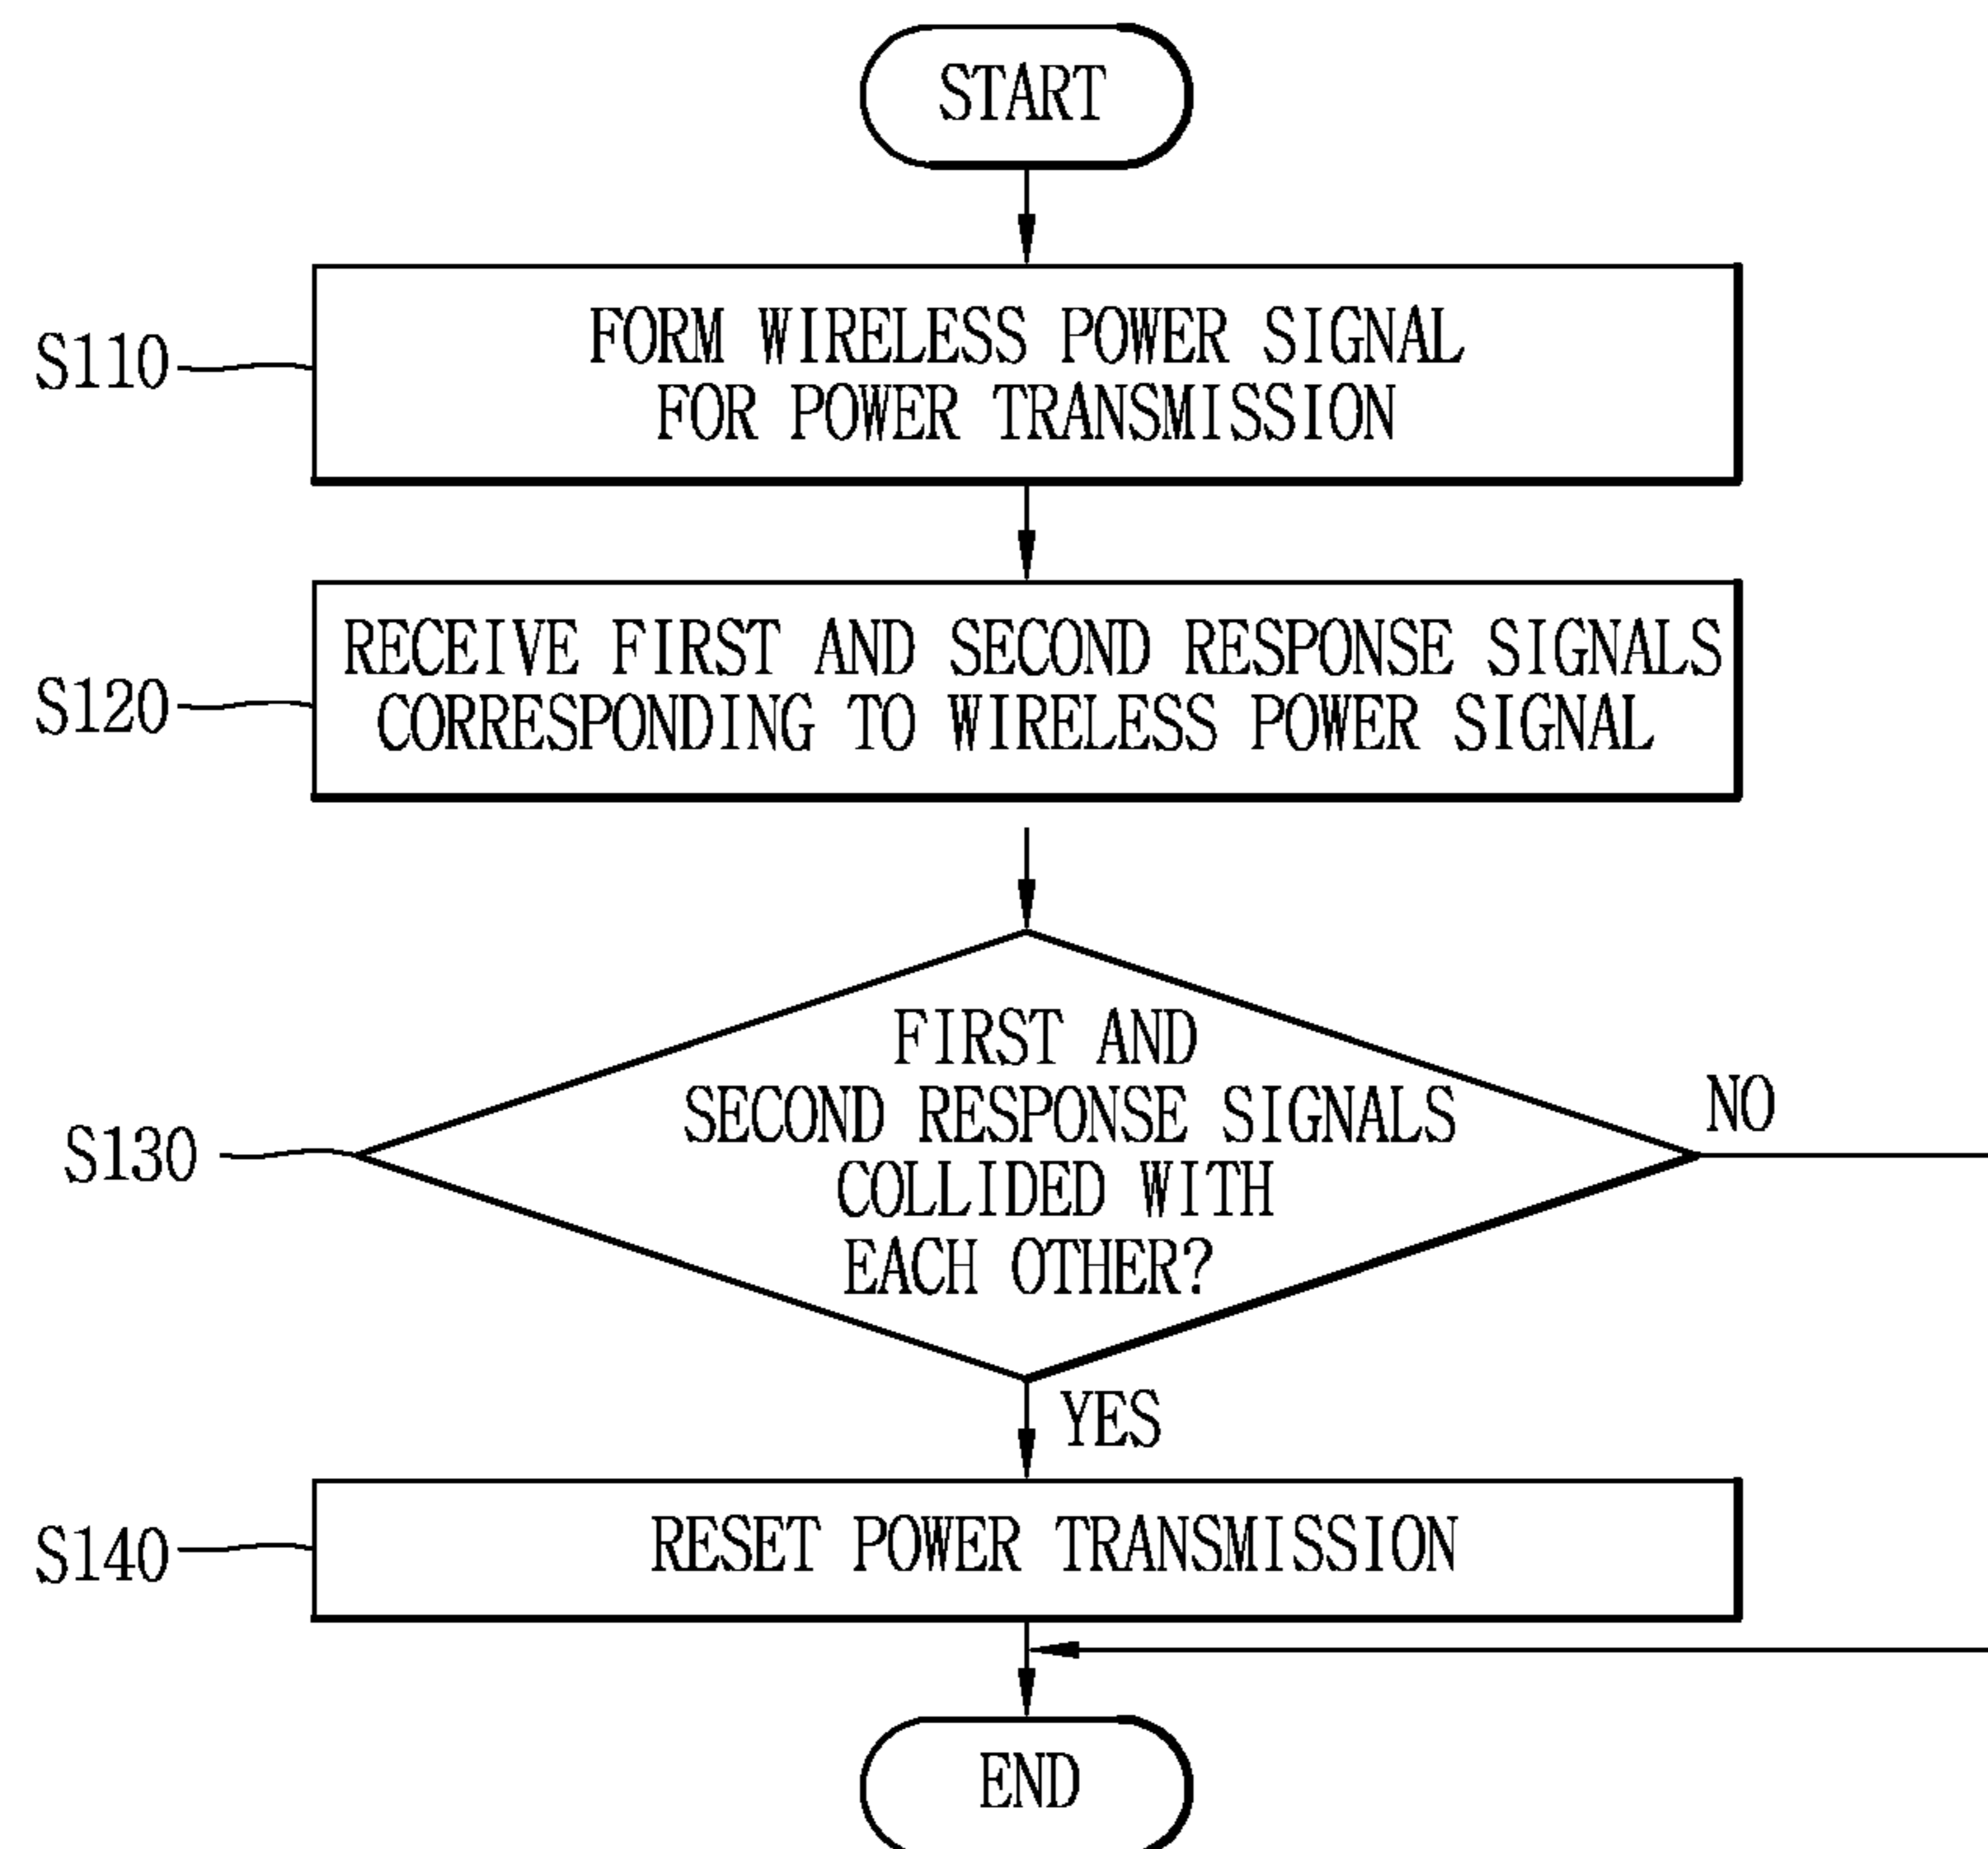 START
S110
FORM WIRELESS POWER SIGNAL
FOR POWER TRANSMISSION
S120
RECEIVE FIRST AND SECOND RESPONSE SIGNALS
CORRESPONDING TO WIRELESS POWER SIGNAL
S130
FIRST AND
SECOND RESPONSE SIGNALS
COLLIDED WITH
EACH OTHER?
NO
YES
S140
RESET POWER TRANSMISSION
END